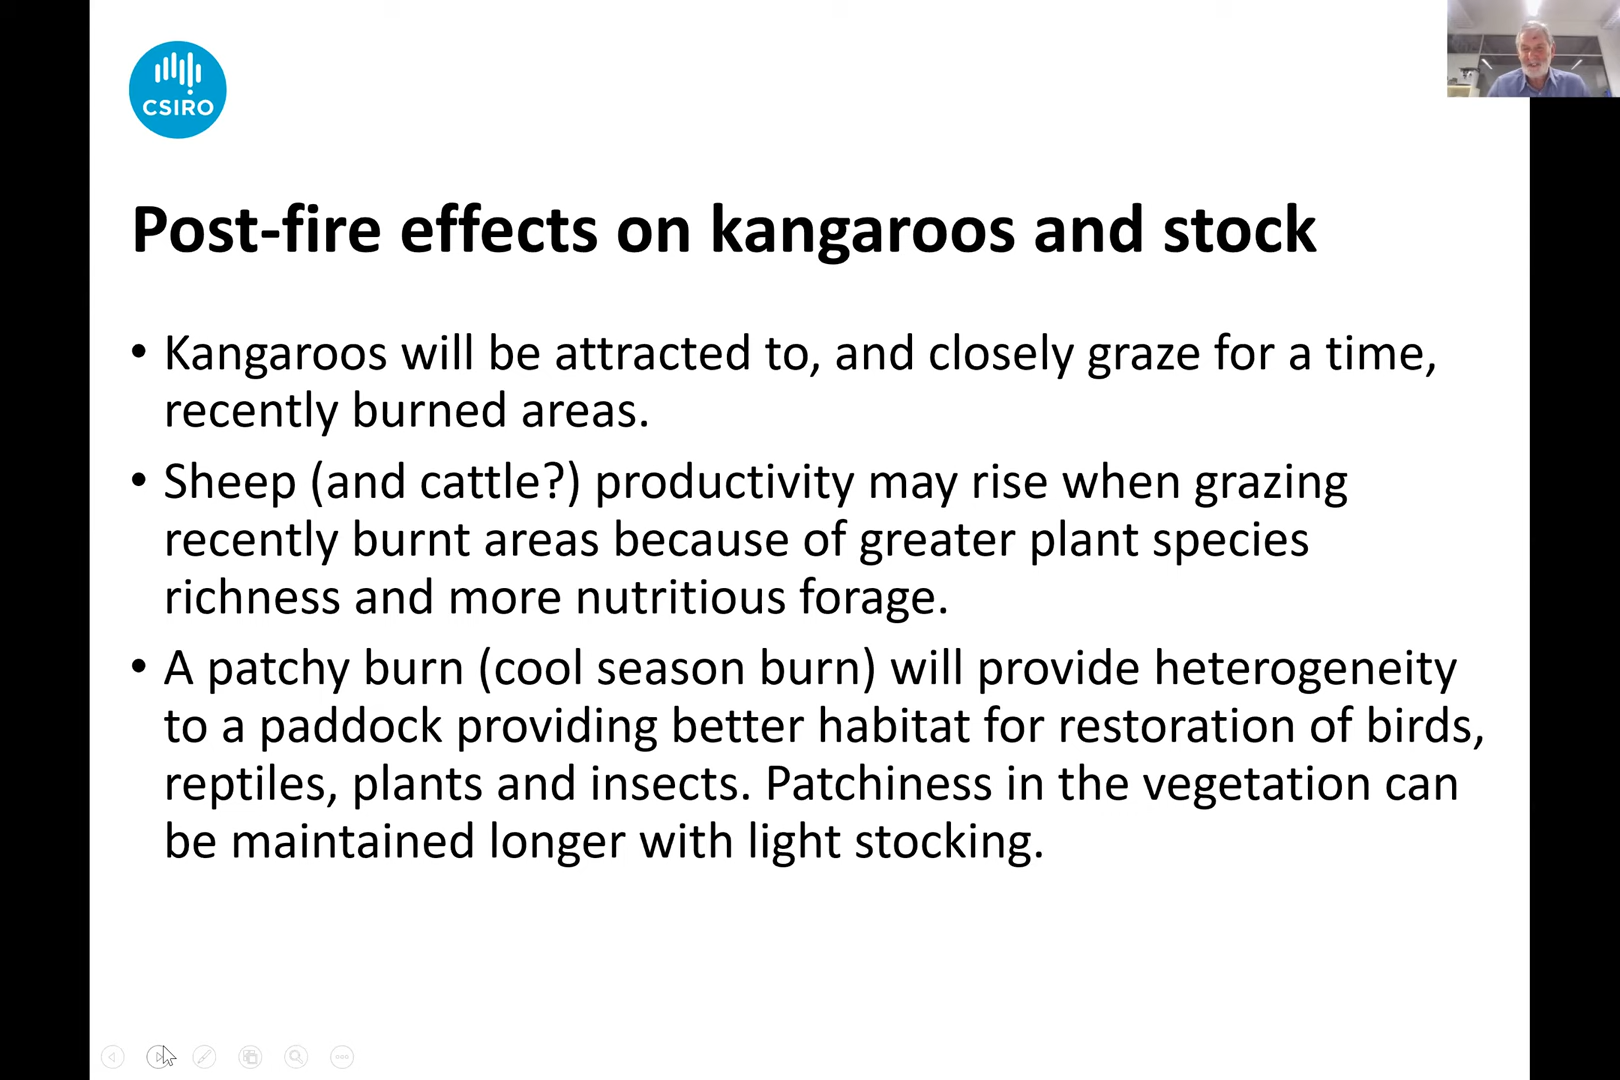 CSIRO
Post-fire effects on kangaroos and stock
• Kangaroos will be attracted to, and closely graze for a time,
recently burned areas.
• Sheep (and cattle?) productivity may rise when grazing
recently burnt areas because of greater plant species
richness and more nutritious forage.
• A patchy burn (cool season burn) will provide heterogeneity
to a paddock providing better habitat for restoration of birds,
reptiles, plants and insects. Patchiness in the vegetation can
be maintained longer with light stocking.